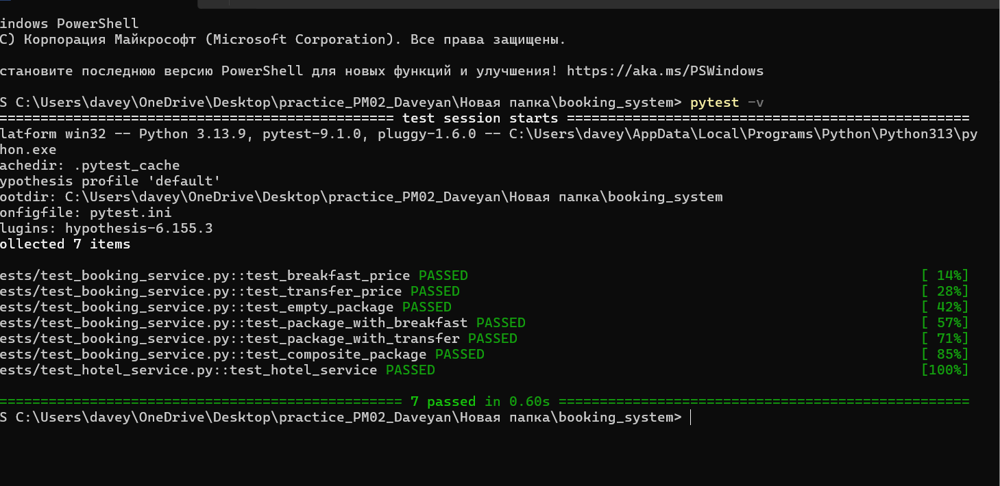 indows PowerShell
C) Корпорация Майкрософт (Microsoft Corporation). Все права защищены.
становите последнюю версию PowerShell для новых функций и улучшения! https://aka.ms/PSWindows
S C:\Users\davey\OneDrive\Desktop\practice_PM02_Daveyan\Новая папка\booking_system> pytest -v
================================================ test session starts =================================================
latform win32 -- Python 3.13.9, pytest-9.1.0, pluggy-1.6.0 -- C:\Users\davey\AppData\Local\Programs\Python\Python313\py
hon.exe
achedir: .pytest_cache
ypothesis profile 'default'
ootdir: C:\Users\davey\OneDrive\Desktop\practice_PM02_Daveyan\Новая папка\booking_system
onfigfile: pytest.ini
lugins: hypothesis-6.155.3
ollected 7 items
ests/test_booking_service.py::test_breakfast_price PASSED [ 14%]
ests/test_booking_service.py::test_transfer_price PASSED [ 28%]
ests/test_booking_service.py::test_empty_package PASSED [ 42%]
ests/test_booking_service.py::test_package_with_breakfast PASSED [ 57%]
ests/test_booking_service.py::test_package_with_transfer PASSED [ 71%]
ests/test_booking_service.py::test_composite_package PASSED [ 85%]
ests/test_hotel_service.py::test_hotel_service PASSED [100%]
================================================= 7 passed in 0.60s ==================================================
S C:\Users\davey\OneDrive\Desktop\practice_PM02_Daveyan\Новая папка\booking_system>